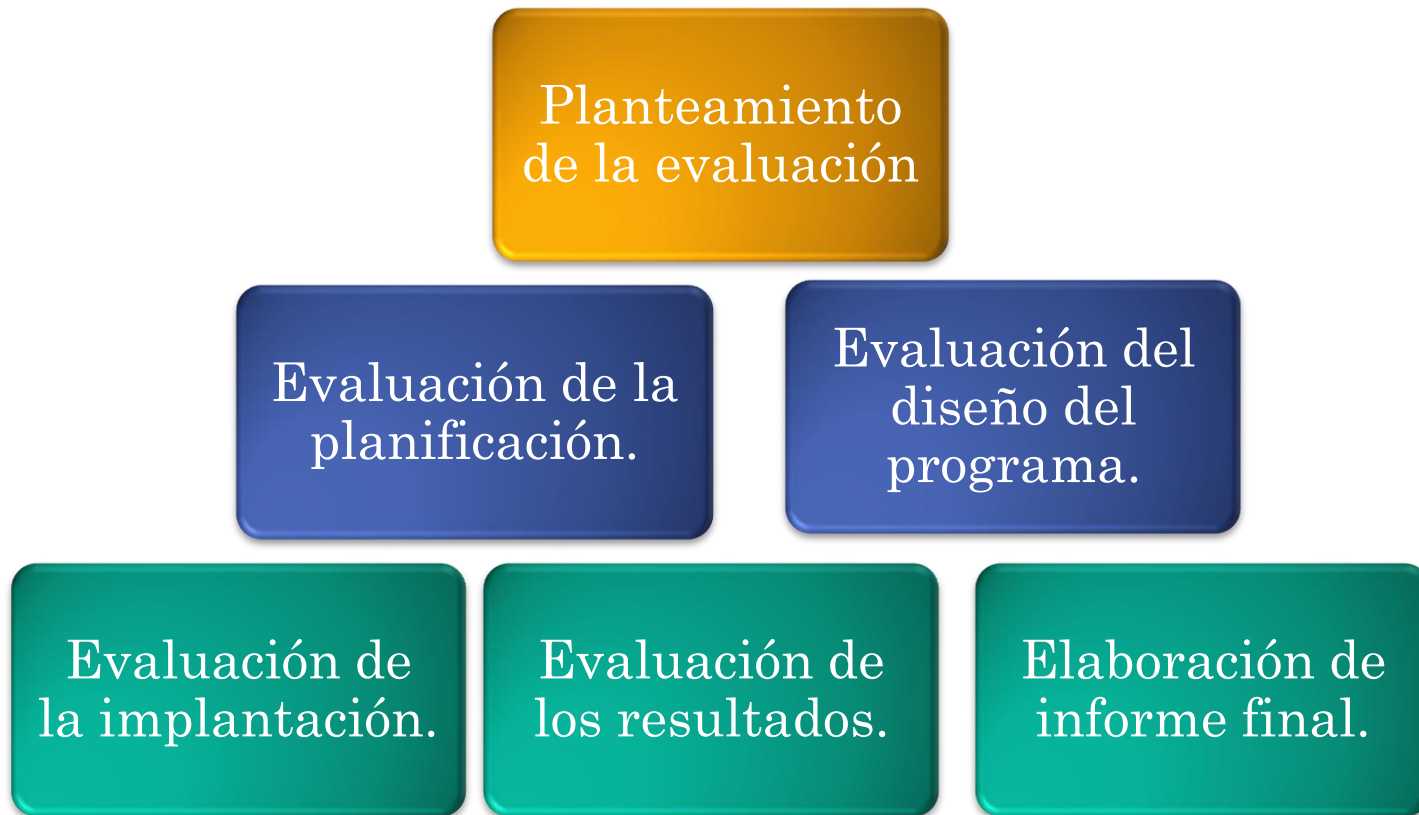 Planteamiento
de la evaluación
Evaluación de la
planificación.
Evaluación del
diseño del
programa.
Evaluación de
la implantación.
Evaluación de
los resultados.
Elaboración de
informe final.